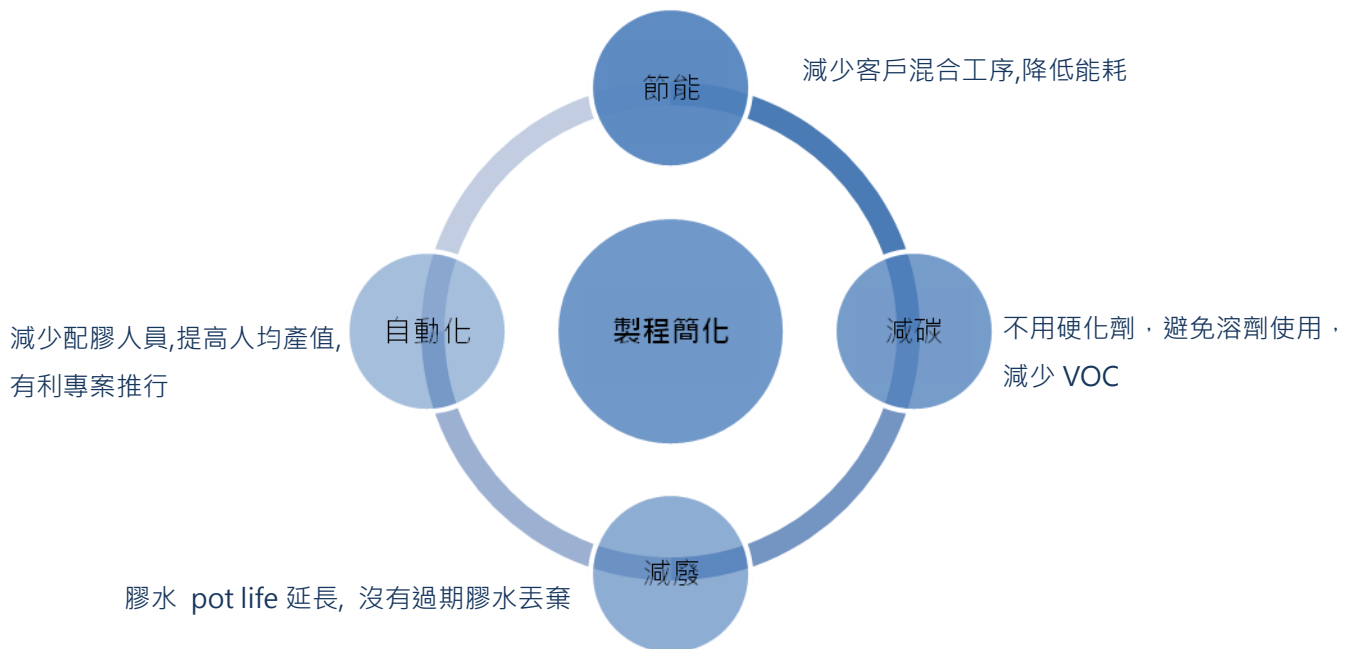 節能
減少客戶混合工序,降低能耗
製程簡化
自動化
減少配膠人員,提高人均產值,
有利專案推行
減碳
不用硬化劑，避免溶劑使用，
減少 VOC
減廢
膠水 pot life 延長, 沒有過期膠水丟棄